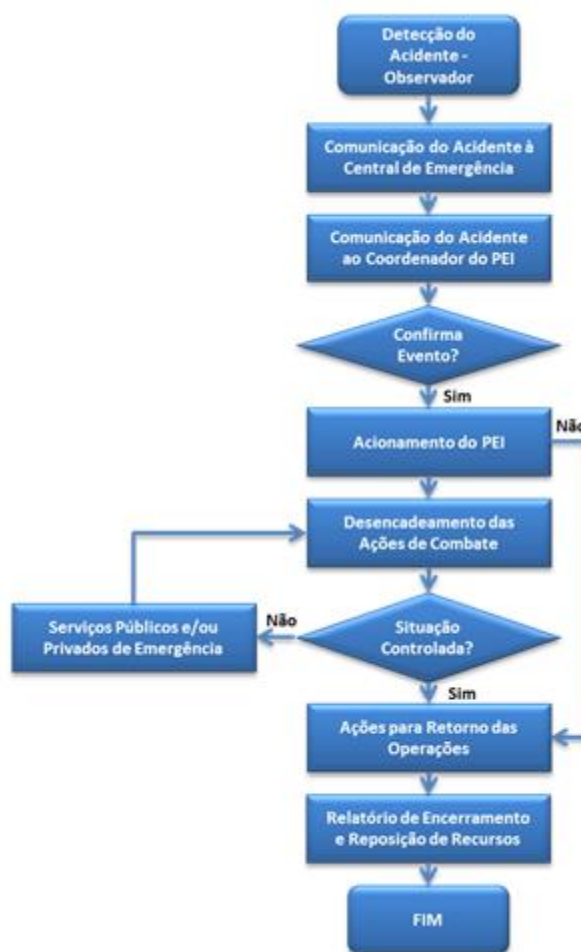 Detecção do
Acidente -
Observador
Comunicação do Acidente à
Central de Emergência
Comunicação do Acidente
ao Coordenador do PEI
Confirma
Evento?
Sim
Acionamento do PEI
Não
Desencadeamento das
Ações de Combate
Serviços Públicos e/ou
Privados de Emergência
Não
Situação
Controlada?
Sim
Ações para Retorno das
Operações
Relatório de Encerramento
e Reposição de Recursos
FIM